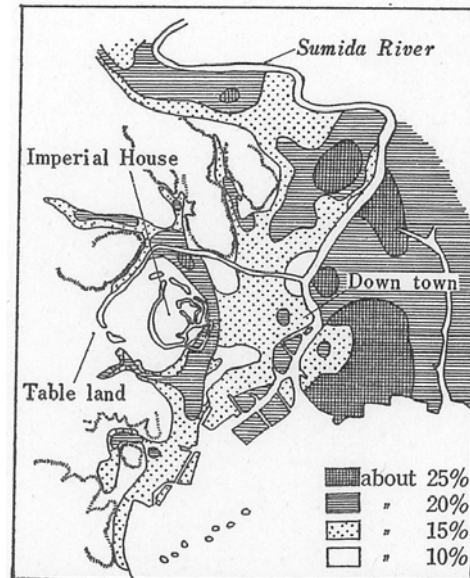 Sumida River
Imperial House
Down town
Table land
about 25%
〃 20%
〃 15%
〃 10%